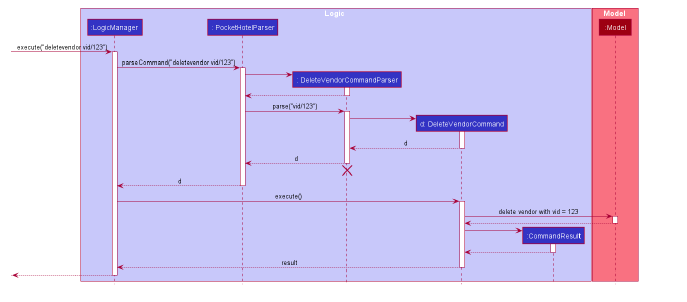 Logic
Model
:LogicManager
: PocketHotelParser
:Model
execute("deletevendor vid/123")
parseCommand("deletevendor vid/123")
: DeleteVendorCommandParser
parse("vid/123")
d: DeleteVendorCommand
d
d
d
execute()
delete vendor with vid = 123
:CommandResult
result